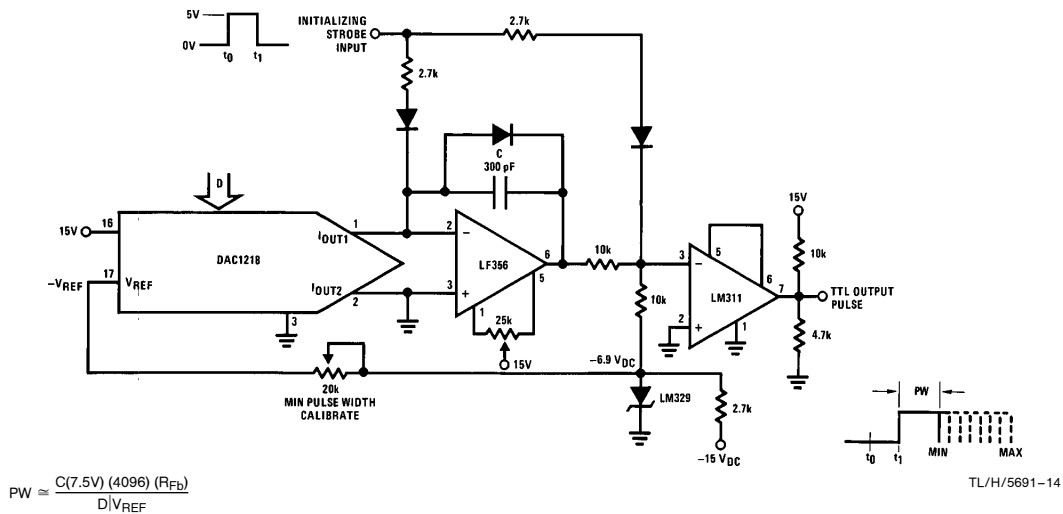 5V
0V
t0 t1
INITIALIZING
STROBE
INPUT
2.7k
2.7k
C
300 pF
D
15V
16
DAC1218
IOUT1
1
IOUT2
2
-VREF
17
VREF
3
2
−
LF356
6
3
+
1
5
25k
15V
10k
10k
3
−
5
6
LM311
7
2
+
1
15V
10k
TTL OUTPUT
PULSE
4.7k
20k
MIN PULSE WIDTH
CALIBRATE
−6.9 VDC
LM329
2.7k
−15 VDC
PW
t0 t1 MIN MAX
PW ≅ C(7.5V) (4096) (RFb)
D|VREF
TL/H/5691–14